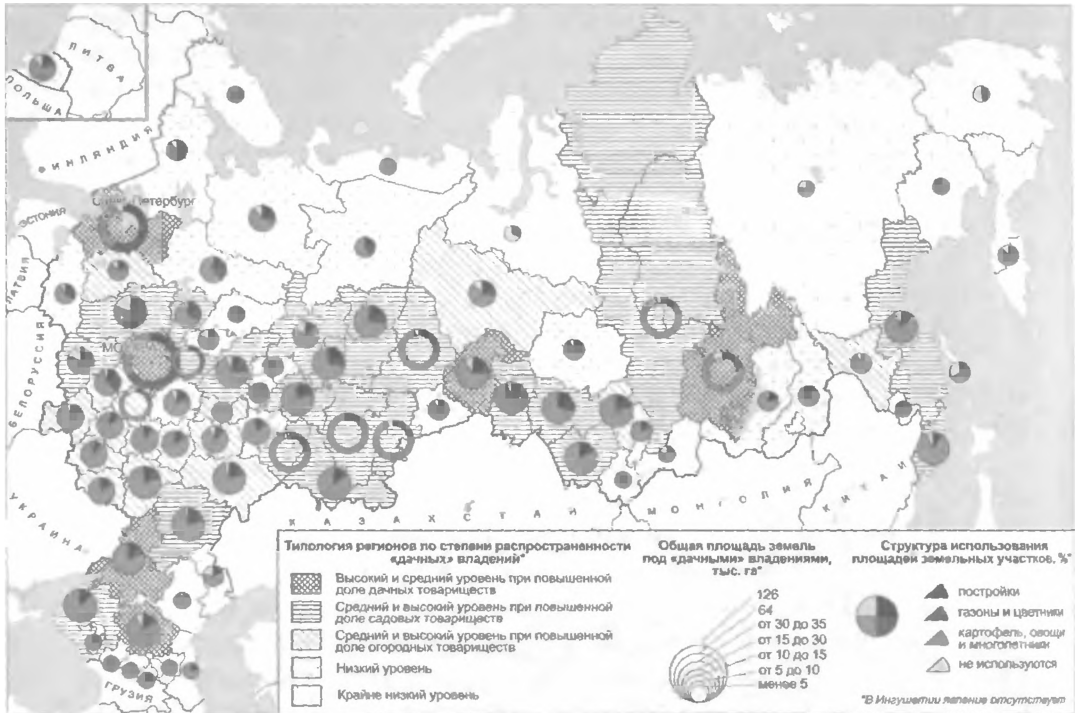 ЛИТВА
ПОЛЬША
ФИНЛЯНДИЯ
ЭСТОНИЯ
ЛАТВИЯ
БЕЛОРУССИЯ
УКРАИНА
ГРУЗИЯ
КАЗАХСТАН
МОНГОЛИЯ
КИТАЙ
Типология регионов по степени распространенности
«дачных» владений*
Высокий и средний уровень при повышенной
доле дачных товариществ
Средний и высокий уровень при повышенной
доле садовых товариществ
Средний и высокий уровень при повышенной
доле огородных товариществ
Низкий уровень
Крайне низкий уровень
Общая площадь земель
под «дачными» владениями,
тыс. га*
126
64
от 30 до 35
от 15 до 30
от 10 до 15
от 5 до 10
менее 5
Структура использования
площадей земельных участков, %*
постройки
газоны и цветники
картофель, овощи
и многолетники
не используются
*В Ингушетии явление отсутствует